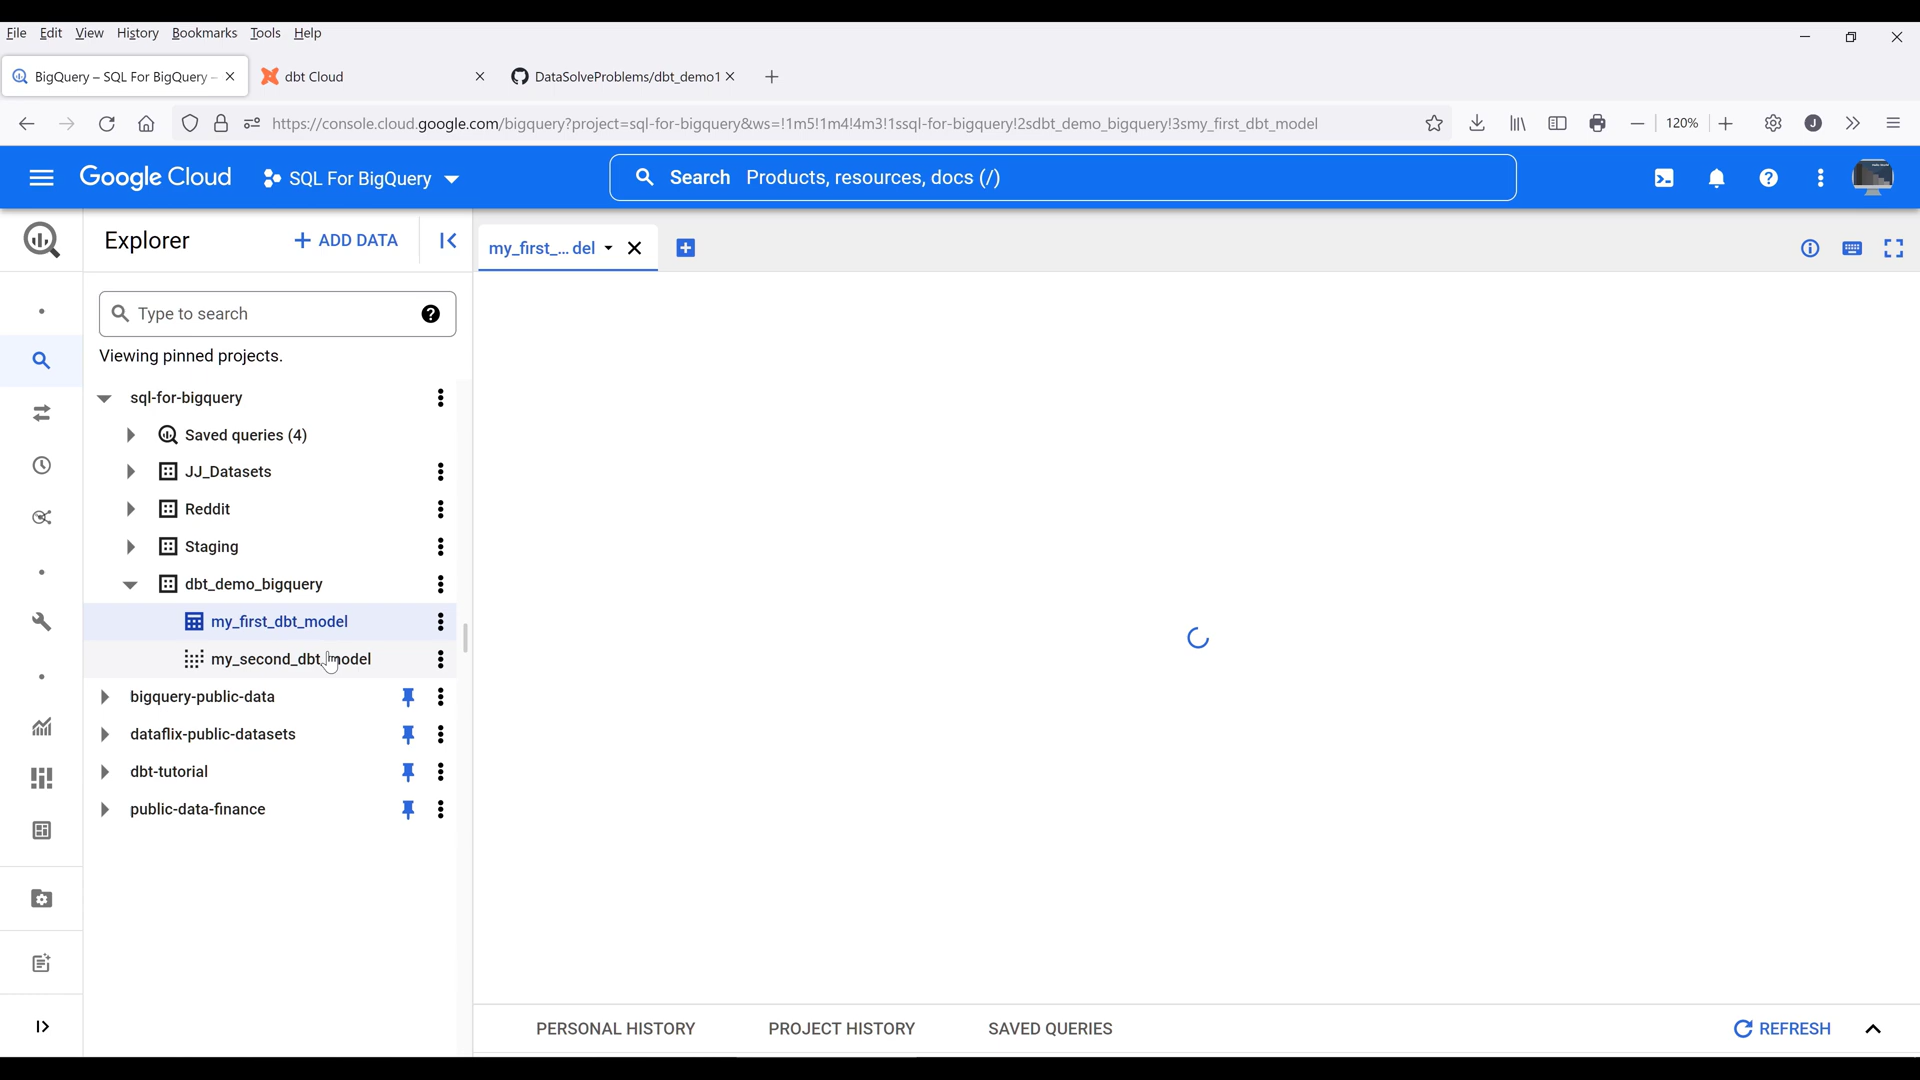 File Edit View History Bookmarks Tools Help
BigQuery – SQL For BigQuery –
dbt Cloud
DataSolveProblems/dbt_demo1
https://console.cloud.google.com/bigquery?project=sql-for-bigquery&ws=!1m5!1m4!4m3!1ssql-for-bigquery!2sdbt_demo_bigquery!3smy_first_dbt_model
120%
J
Google Cloud
SQL For BigQuery
Search Products, resources, docs (/)
Explorer
+ ADD DATA
my_first_... del
Type to search
Viewing pinned projects.
sql-for-bigquery
Saved queries (4)
JJ_Datasets
Reddit
Staging
dbt_demo_bigquery
my_first_dbt_model
my_second_dbt_model
bigquery-public-data
dataflix-public-datasets
dbt-tutorial
public-data-finance
PERSONAL HISTORY
PROJECT HISTORY
SAVED QUERIES
REFRESH